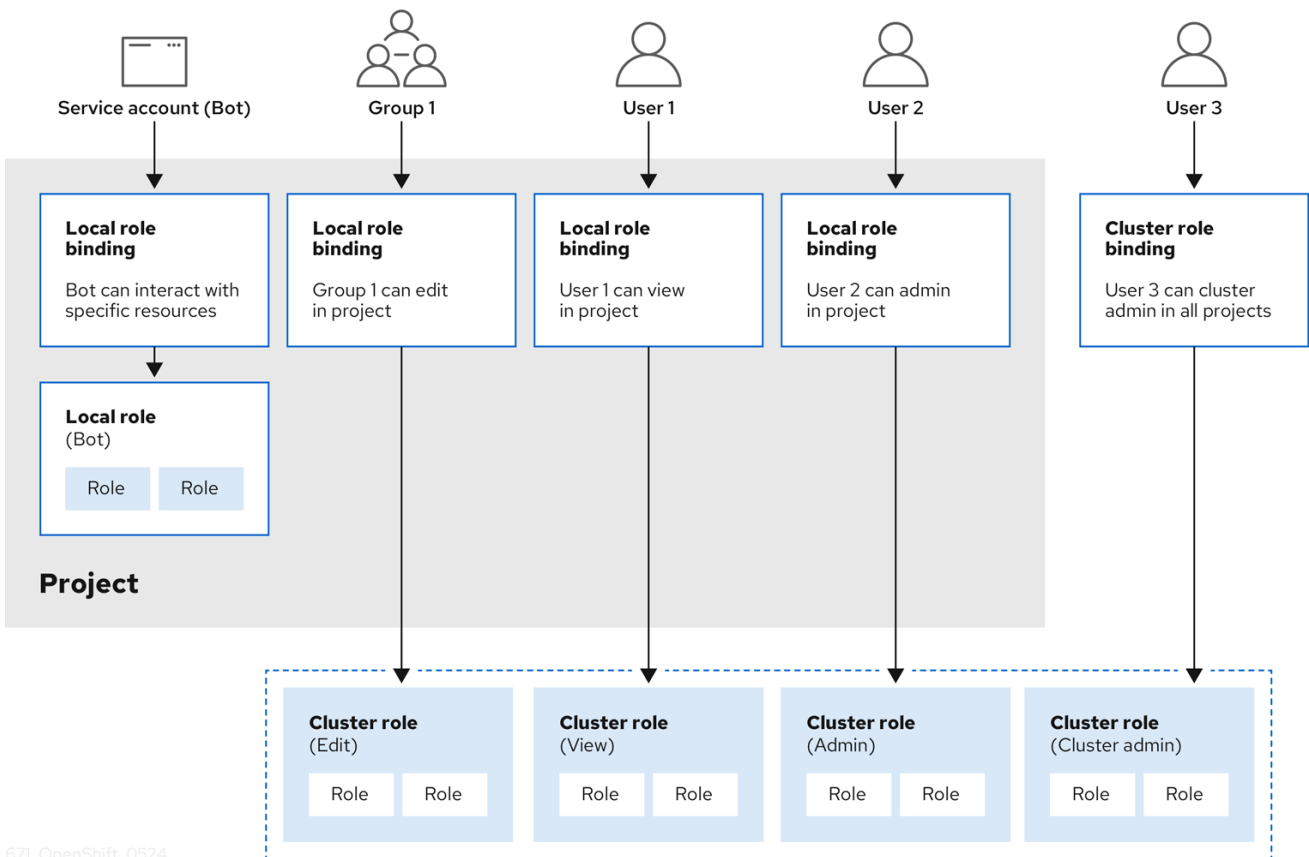 Service account (Bot)
Group 1
User 1
User 2
User 3
Local role
binding
Bot can interact with
specific resources
Local role
binding
Group 1 can edit
in project
Local role
binding
User 1 can view
in project
Local role
binding
User 2 can admin
in project
Cluster role
binding
User 3 can cluster
admin in all projects
Local role
(Bot)
Role
Role
Project
Cluster role
(Edit)
Role
Role
Cluster role
(View)
Role
Role
Cluster role
(Admin)
Role
Role
Cluster role
(Cluster admin)
Role
Role
671_OpenShift_0524